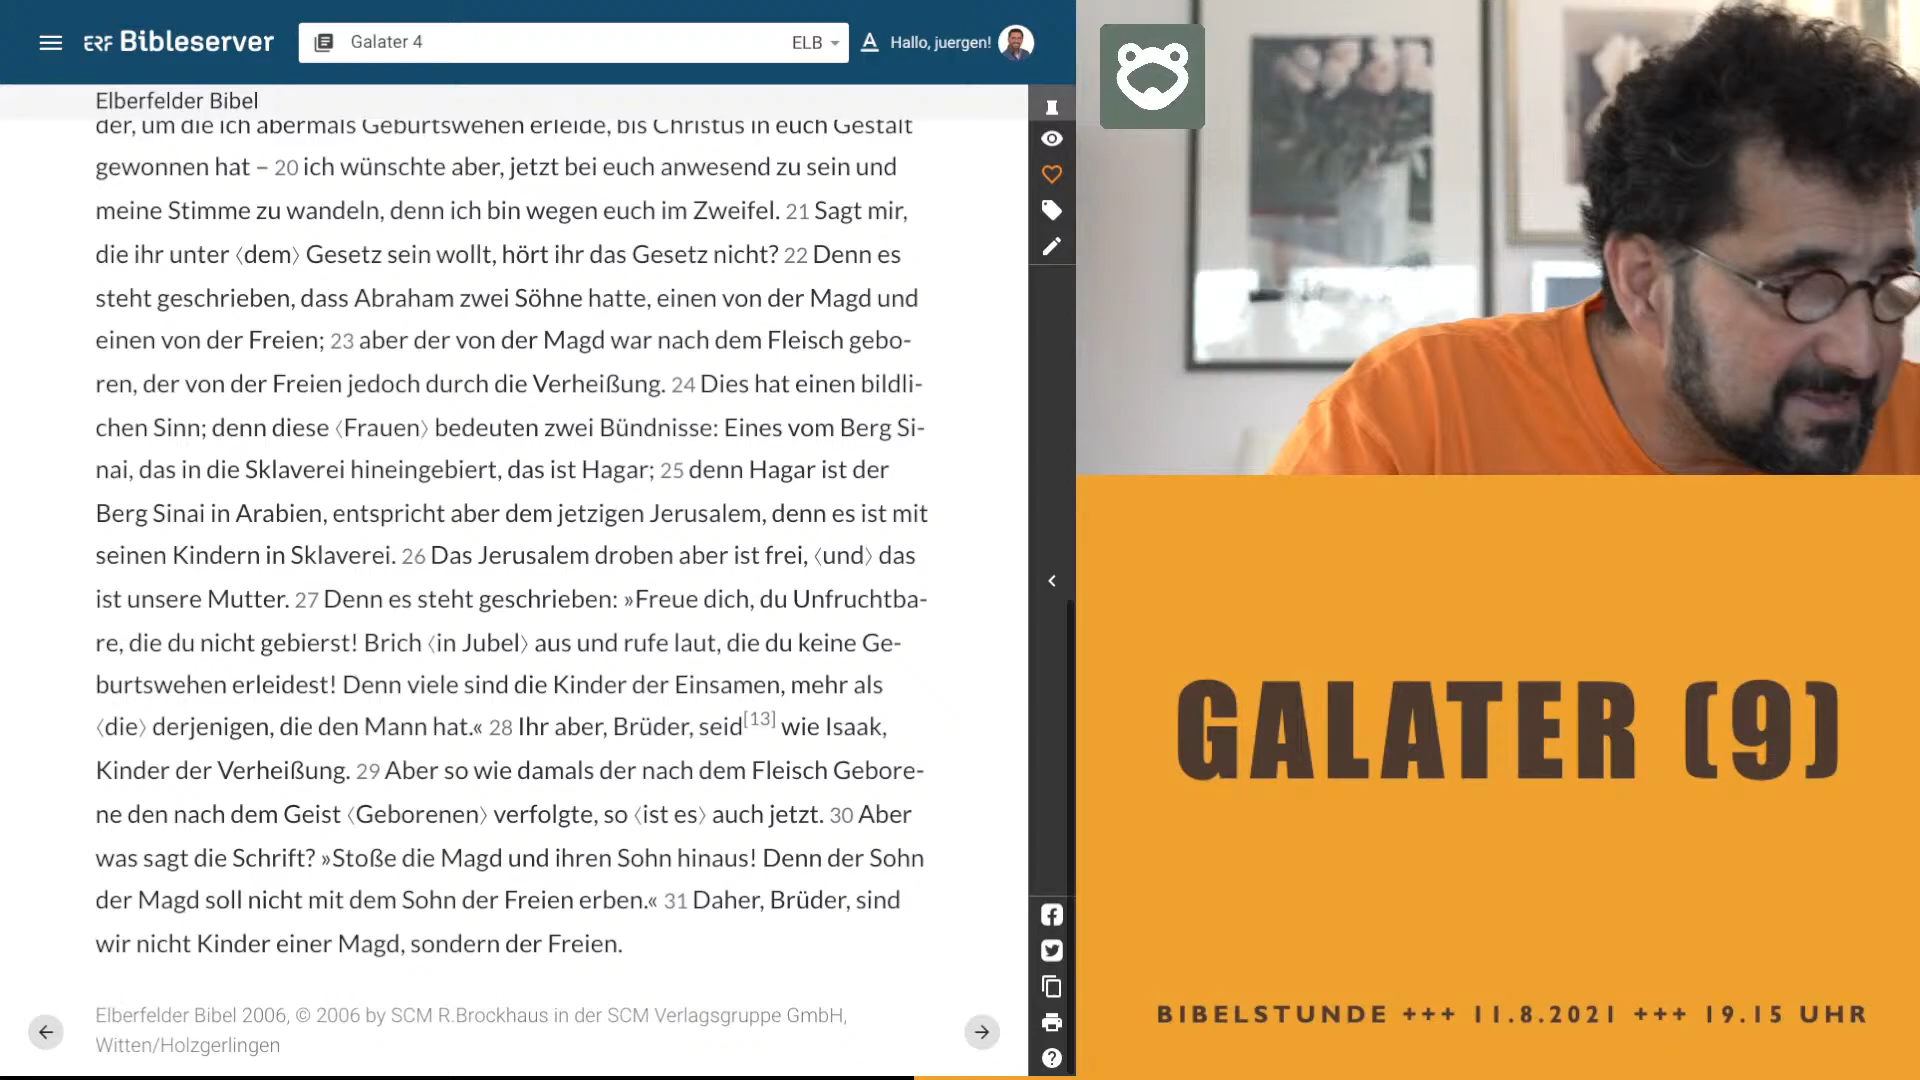 ERF Bibleserver
Galater 4
ELB
A
Hallo, juergen!
Elberfelder Bibel
der, um die ich abermals Geburtswehen erleide, bis Christus in euch Gestalt
gewonnen hat – 20 ich wünschte aber, jetzt bei euch anwesend zu sein und
meine Stimme zu wandeln, denn ich bin wegen euch im Zweifel. 21 Sagt mir,
die ihr unter 〈dem〉 Gesetz sein wollt, hört ihr das Gesetz nicht? 22 Denn es
steht geschrieben, dass Abraham zwei Söhne hatte, einen von der Magd und
einen von der Freien; 23 aber der von der Magd war nach dem Fleisch gebo-
ren, der von der Freien jedoch durch die Verheißung. 24 Dies hat einen bildli-
chen Sinn; denn diese 〈Frauen〉 bedeuten zwei Bündnisse: Eines vom Berg Si-
nai, das in die Sklaverei hineingebiert, das ist Hagar; 25 denn Hagar ist der
Berg Sinai in Arabien, entspricht aber dem jetzigen Jerusalem, denn es ist mit
seinen Kindern in Sklaverei. 26 Das Jerusalem droben aber ist frei, 〈und〉 das
ist unsere Mutter. 27 Denn es steht geschrieben: »Freue dich, du Unfruchtba-
re, die du nicht gebierst! Brich 〈in Jubel〉 aus und rufe laut, die du keine Ge-
burtswehen erleidest! Denn viele sind die Kinder der Einsamen, mehr als
〈die〉 derjenigen, die den Mann hat.« 28 Ihr aber, Brüder, seid[13] wie Isaak,
Kinder der Verheißung. 29 Aber so wie damals der nach dem Fleisch Gebore-
ne den nach dem Geist 〈Geborenen〉 verfolgte, so 〈ist es〉 auch jetzt. 30 Aber
was sagt die Schrift? »Stoße die Magd und ihren Sohn hinaus! Denn der Sohn
der Magd soll nicht mit dem Sohn der Freien erben.« 31 Daher, Brüder, sind
wir nicht Kinder einer Magd, sondern der Freien.
Elberfelder Bibel 2006, © 2006 by SCM R.Brockhaus in der SCM Verlagsgruppe GmbH,
Witten/Holzgerlingen
GALATER (9)
BIBELSTUNDE +++ 11.8.2021 +++ 19.15 UHR